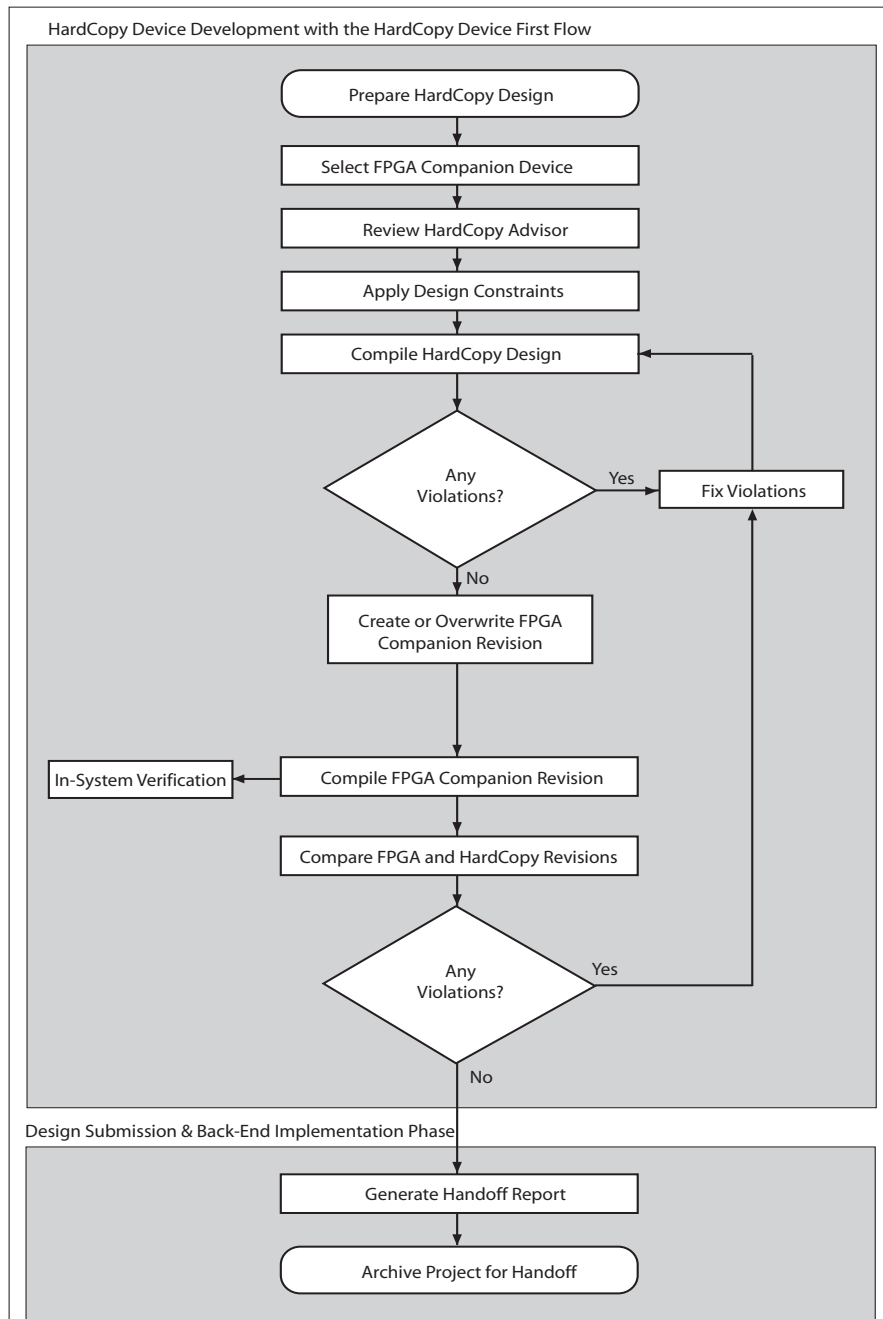 HardCopy Device Development with the HardCopy Device First Flow
Prepare HardCopy Design
Select FPGA Companion Device
Review HardCopy Advisor
Apply Design Constraints
Compile HardCopy Design
Any
Violations?
Yes
Fix Violations
No
Create or Overwrite FPGA
Companion Revision
In-System Verification
Compile FPGA Companion Revision
Compare FPGA and HardCopy Revisions
Any
Violations?
Yes
No
Design Submission & Back-End Implementation Phase
Generate Handoff Report
Archive Project for Handoff